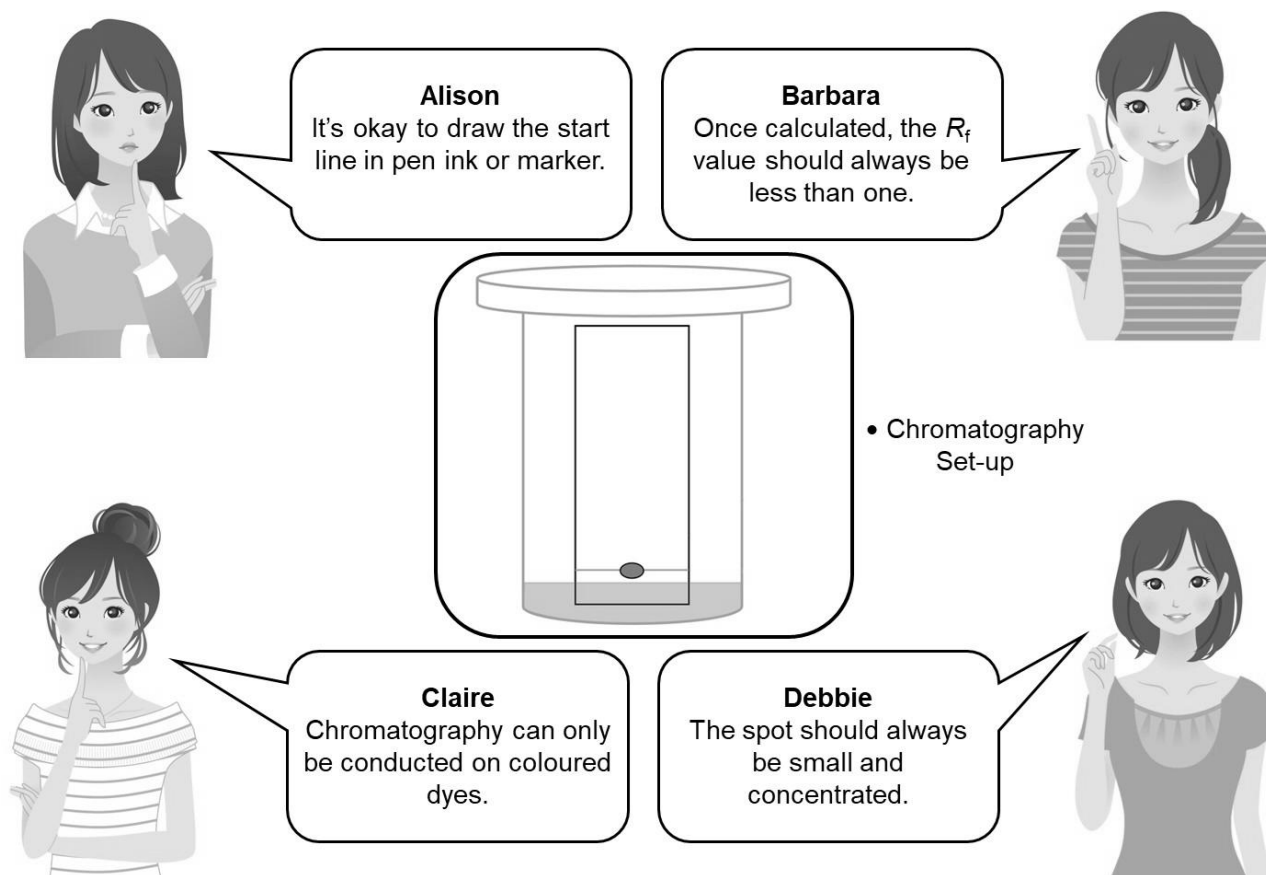 Alison
It's okay to draw the start
line in pen ink or marker.
Barbara
Once calculated, the Rf
value should always be
less than one.
• Chromatography
Set-up
Claire
Chromatography can only
be conducted on coloured
dyes.
Debbie
The spot should always
be small and
concentrated.